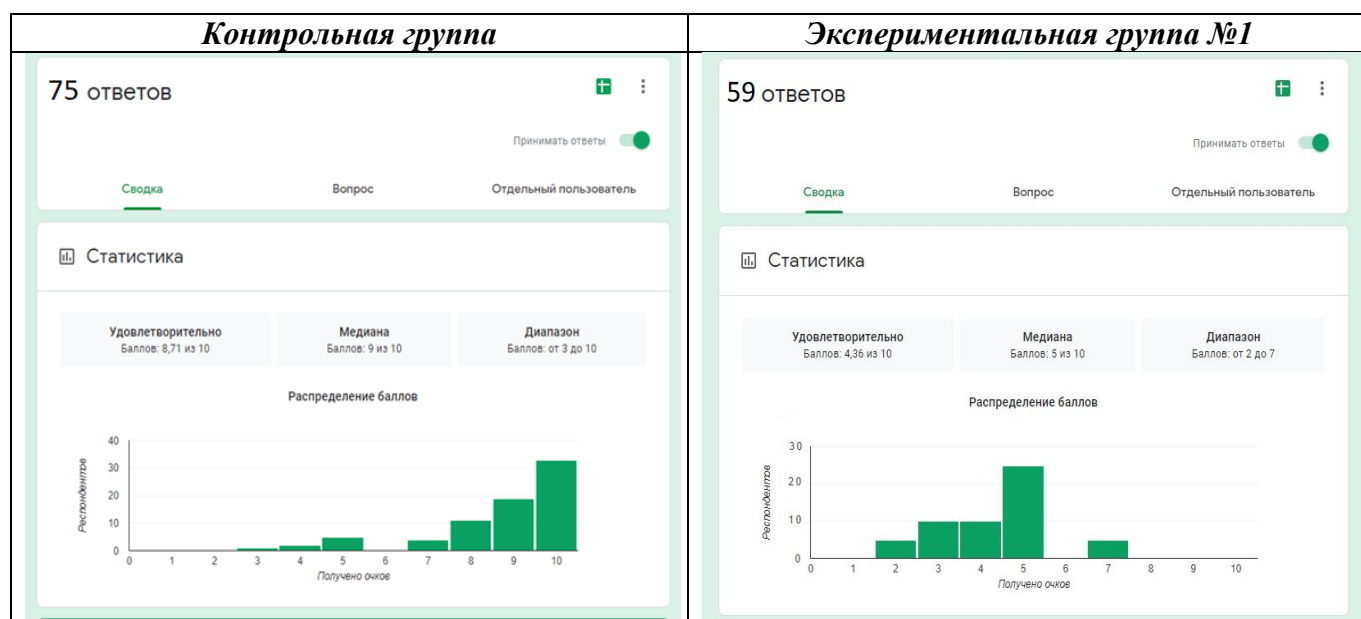 Контрольная группа
Экспериментальная группа №1
75 ответов
Принимать ответы
Сводка
Вопрос
Отдельный пользователь
Статистика
Удовлетворительно
Баллов: 8,71 из 10
Медиана
Баллов: 9 из 10
Диапазон
Баллов: от 3 до 10
Распределение баллов
Респондентов
40
30
20
10
0
0 1 2 3 4 5 6 7 8 9 10
Получено очков
59 ответов
Принимать ответы
Сводка
Вопрос
Отдельный пользователь
Статистика
Удовлетворительно
Баллов: 4,36 из 10
Медиана
Баллов: 5 из 10
Диапазон
Баллов: от 2 до 7
Распределение баллов
Респондентов
30
20
10
0
0 1 2 3 4 5 6 7 8 9 10
Получено очков